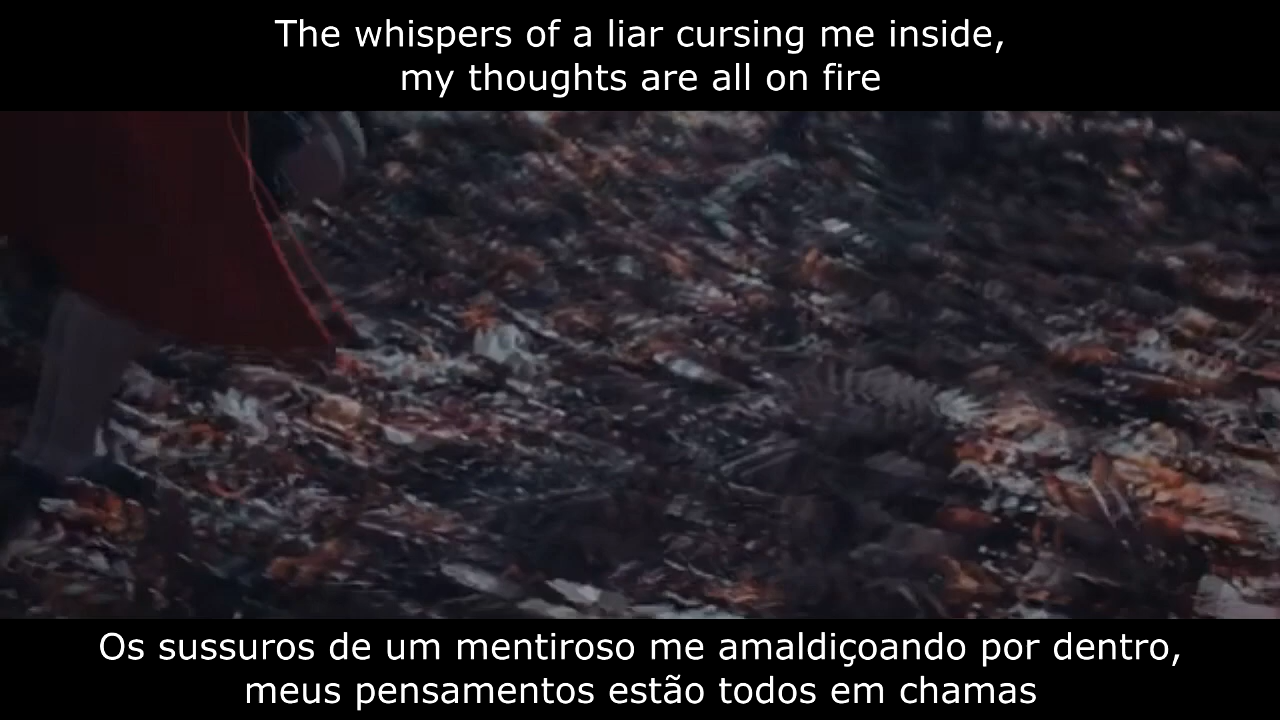 The whispers of a liar cursing me inside,
my thoughts are all on fire
Os sussuros de um mentiroso me amaldiçoando por dentro,
meus pensamentos estão todos em chamas